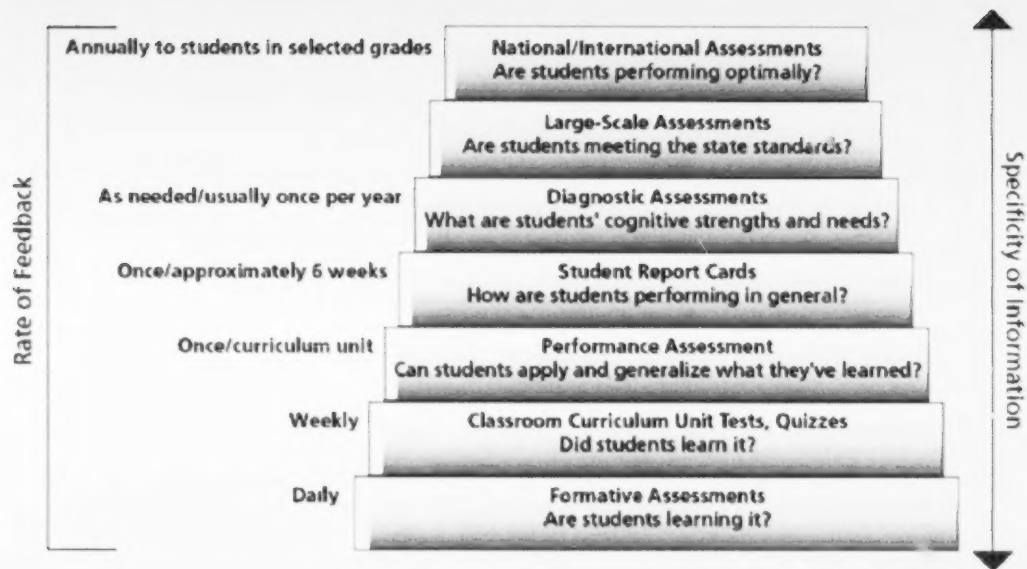 Annually to students in selected grades
National/International Assessments
Are students performing optimally?
Large-Scale Assessments
Are students meeting the state standards?
As needed/usually once per year
Diagnostic Assessments
What are students' cognitive strengths and needs?
Once/approximately 6 weeks
Student Report Cards
How are students performing in general?
Once/curriculum unit
Performance Assessment
Can students apply and generalize what they've learned?
Weekly
Classroom Curriculum Unit Tests, Quizzes
Did students learn it?
Daily
Formative Assessments
Are students learning it?
Rate of Feedback
Specificity of Information